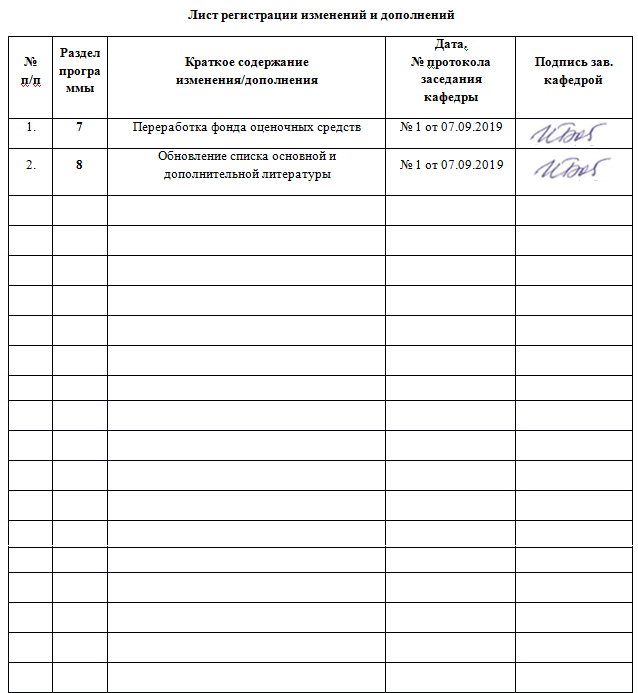 Лист регистрации изменений и дополнений
№
п/п
Раздел
програ
ммы
Краткое содержание
изменения/дополнения
Дата,
№ протокола
заседания
кафедры
Подпись зав.
кафедрой
1.
7
Переработка фонда оценочных средств
№ 1 от 07.09.2019
2.
8
Обновление списка основной и
дополнительной литературы
№ 1 от 07.09.2019